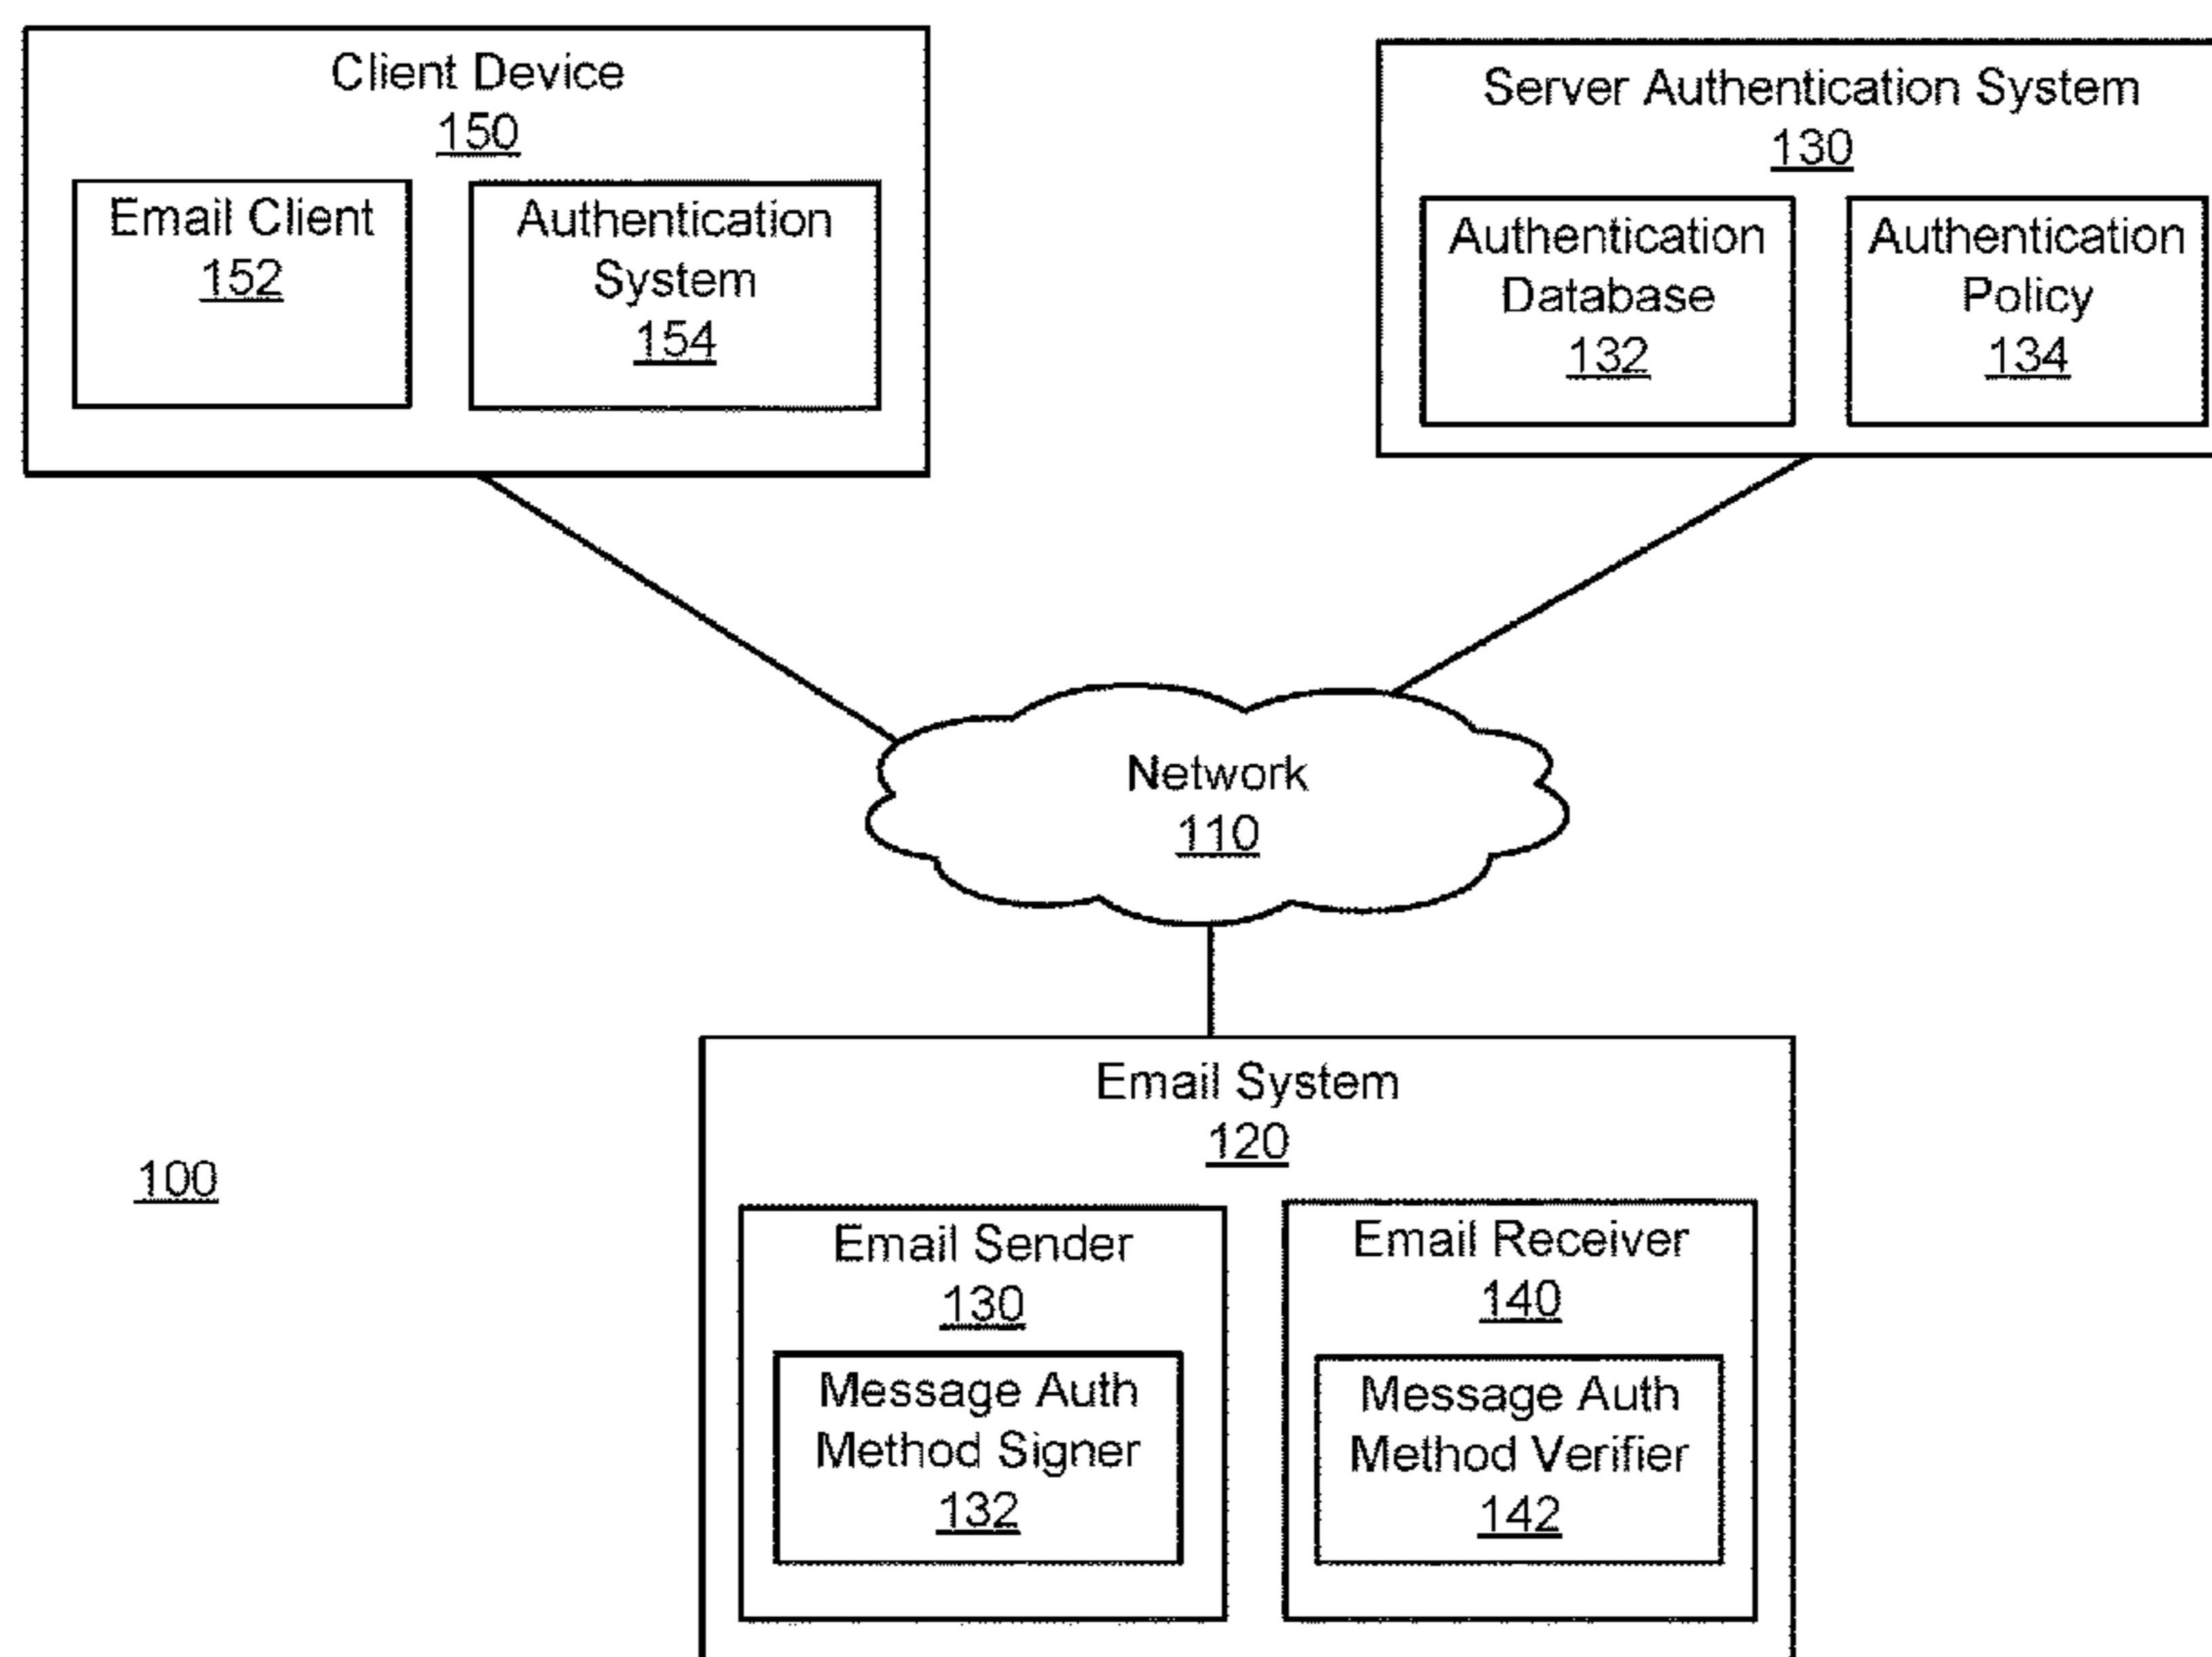 Client Device
150
Email Client
152
Authentication
System
154
Server Authentication System
130
Authentication
Database
132
Authentication
Policy
134
Network
110
100
Email System
120
Email Sender
130
Message Auth
Method Signer
132
Email Receiver
140
Message Auth
Method Verifier
142